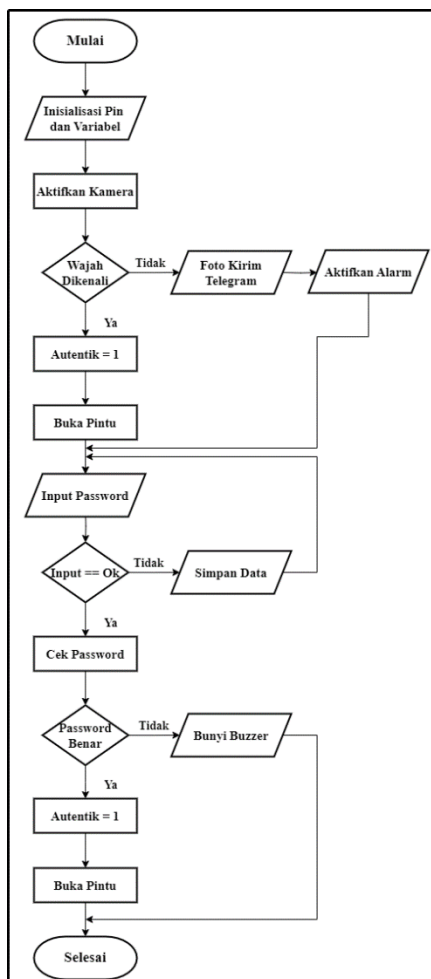 Mulai
Inisialisasi Pin
dan Variabel
Aktifkan Kamera
Wajah
Dikenali
Tidak
Foto Kirim
Telegram
Aktifkan Alarm
Ya
Autentik = 1
Buka Pintu
Input Password
Input == Ok
Tidak
Simpan Data
Ya
Cek Password
Password
Benar
Tidak
Bunyi Buzzer
Ya
Autentik = 1
Buka Pintu
Selesai